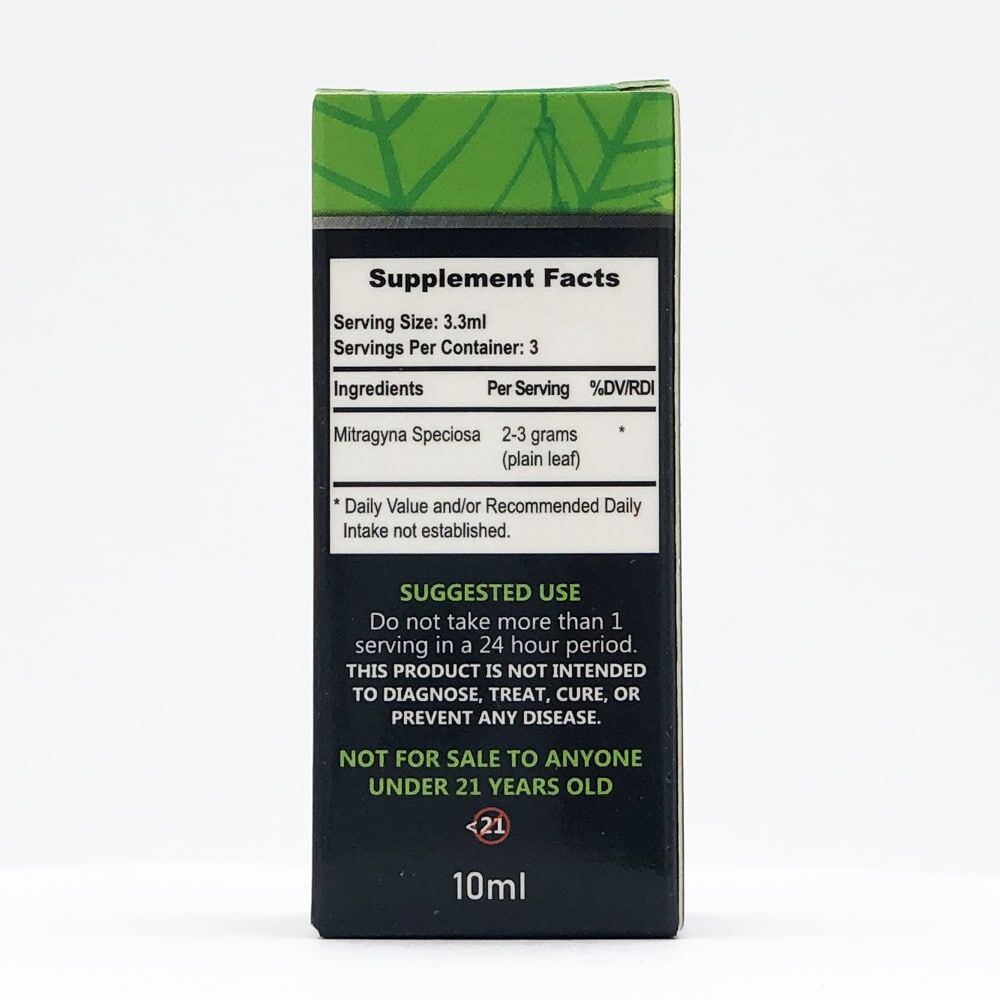 Supplement Facts
Serving Size: 3.3ml
Servings Per Container: 3
Ingredients Per Serving %DV/RDI
Mitragyna Speciosa 2-3 grams *
(plain leaf)
* Daily Value and/or Recommended Daily
Intake not established.
SUGGESTED USE
Do not take more than 1
serving in a 24 hour period.
THIS PRODUCT IS NOT INTENDED
TO DIAGNOSE, TREAT, CURE, OR
PREVENT ANY DISEASE.
NOT FOR SALE TO ANYONE
UNDER 21 YEARS OLD
<21
10ml